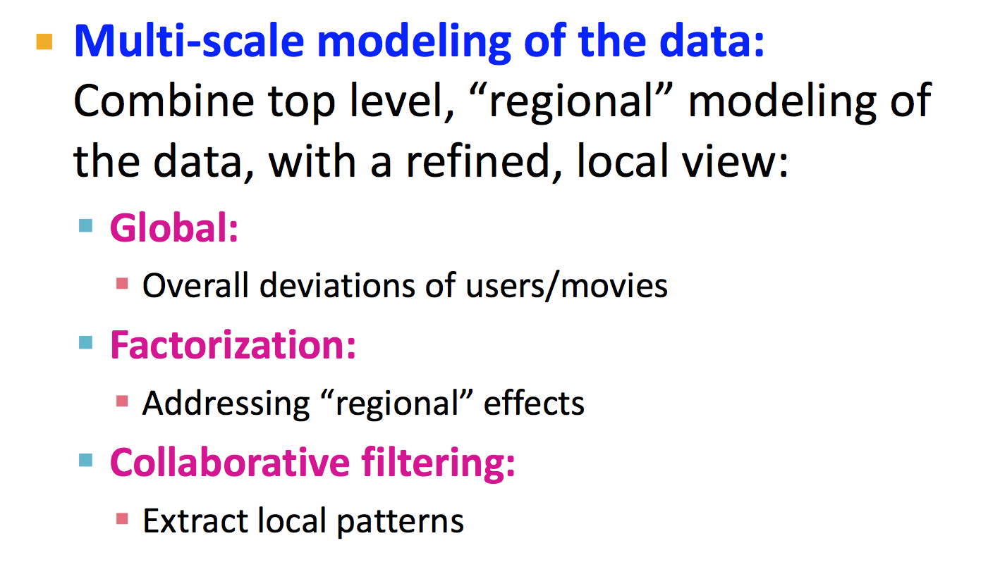 Multi-scale modeling of the data:
Combine top level, “regional” modeling of
the data, with a refined, local view:
Global:
Overall deviations of users/movies
Factorization:
Addressing “regional” effects
Collaborative filtering:
Extract local patterns